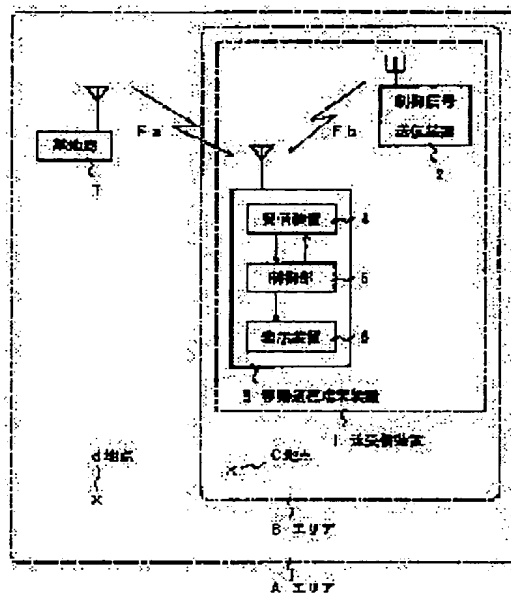 Fa
Fb
制御信号
送信装置
2
基地局
7
受信装置
4
制御部
5
表示装置
6
3 移動通信端末装置
1 送受信装置
d地点
C地点
B エリア
A エリア